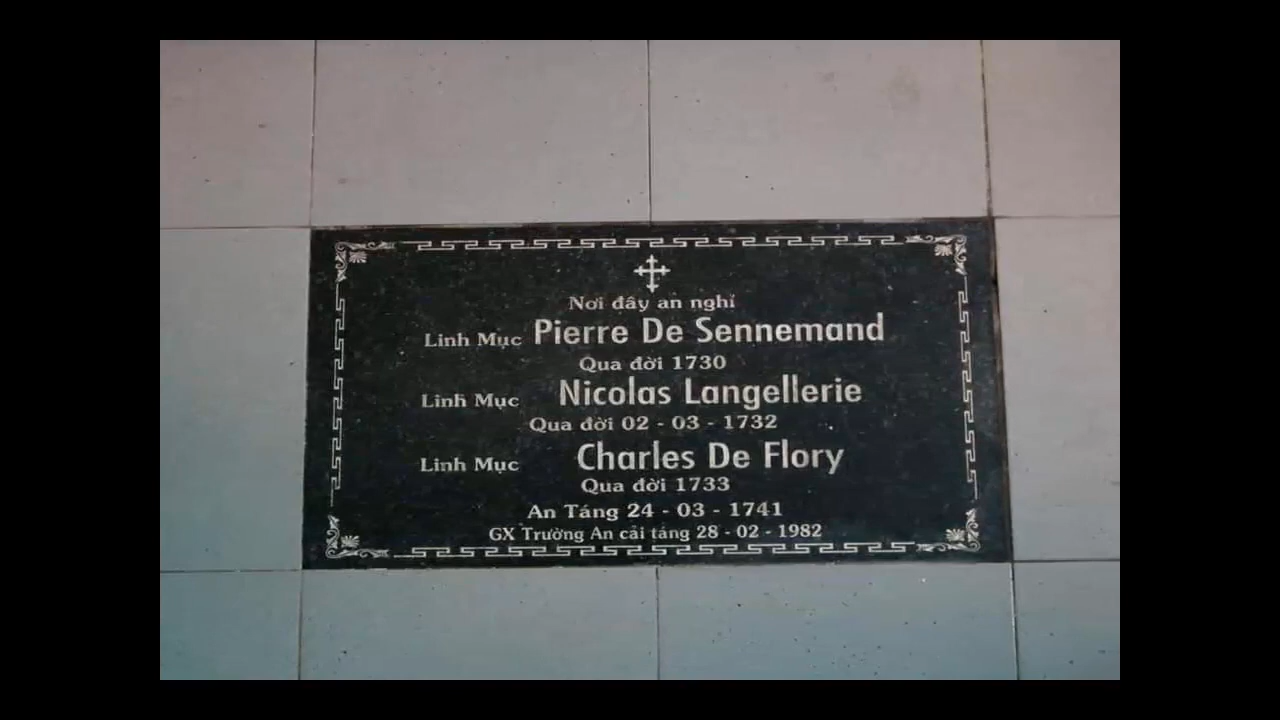 Nơi đây an nghỉ
Linh Mục Pierre De Sennemand
Qua đời 1730
Linh Mục Nicolas Langellerie
Qua đời 02 - 03 - 1732
Linh Mục Charles De Flory
Qua đời 1733
An Táng 24 - 03 - 1741
GX Trường An cải táng 28 - 02 - 1982